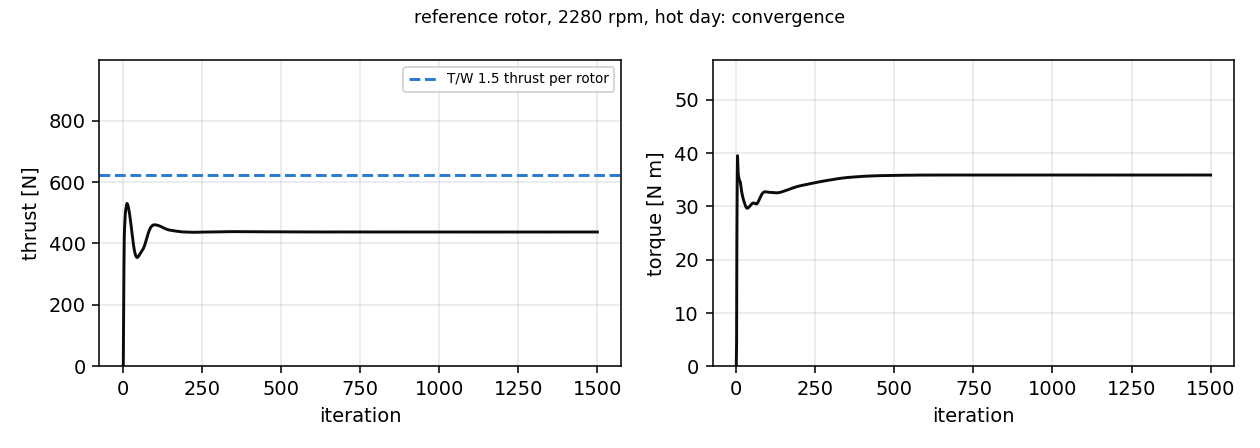 reference rotor, 2280 rpm, hot day: convergence
T/W 1.5 thrust per rotor
thrust [N]
800
600
400
200
0
0 250 500 750 1000 1250 1500
iteration
torque [N m]
50
40
30
20
10
0
0 250 500 750 1000 1250 1500
iteration